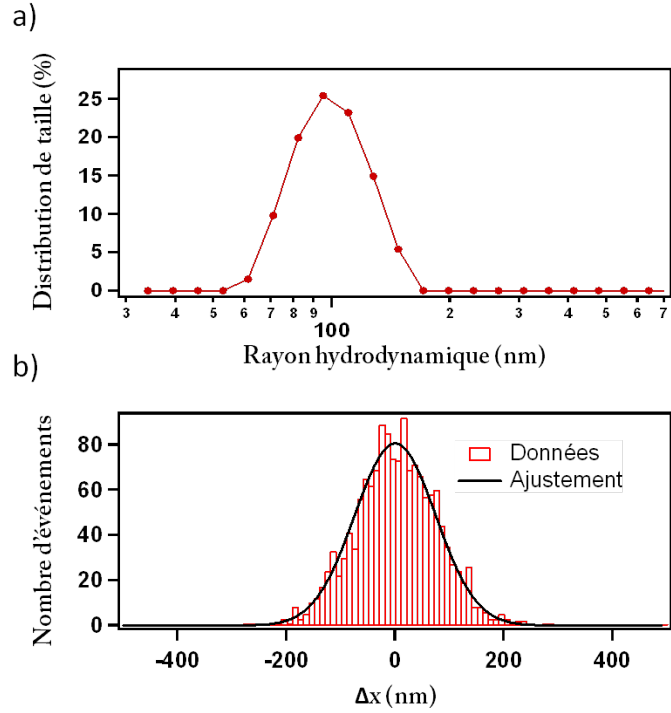 a)
Distribution de taille (%)
25
20
15
10
5
0
3 4 5 6 7 8 9 100 2 3 4 5 6 7
Rayon hydrodynamique (nm)
b)
Nombre d'événements
80
60
40
20
0
Données
Ajustement
-400 -200 0 200 400
Δx (nm)